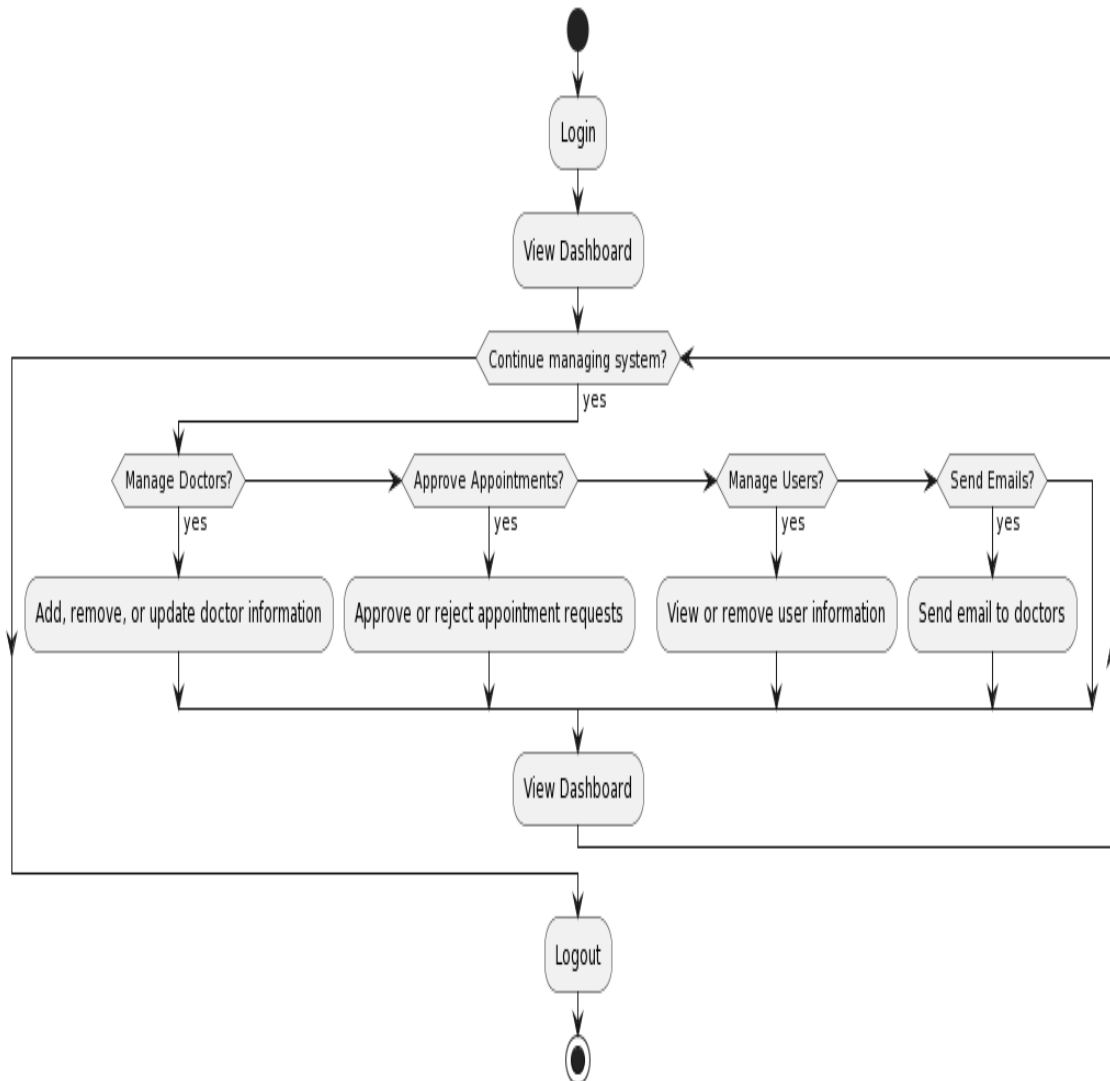 Login
View Dashboard
Continue managing system?
yes
Manage Doctors?
Approve Appointments?
Manage Users?
Send Emails?
yes
yes
yes
yes
Add, remove, or update doctor information
Approve or reject appointment requests
View or remove user information
Send email to doctors
View Dashboard
Logout